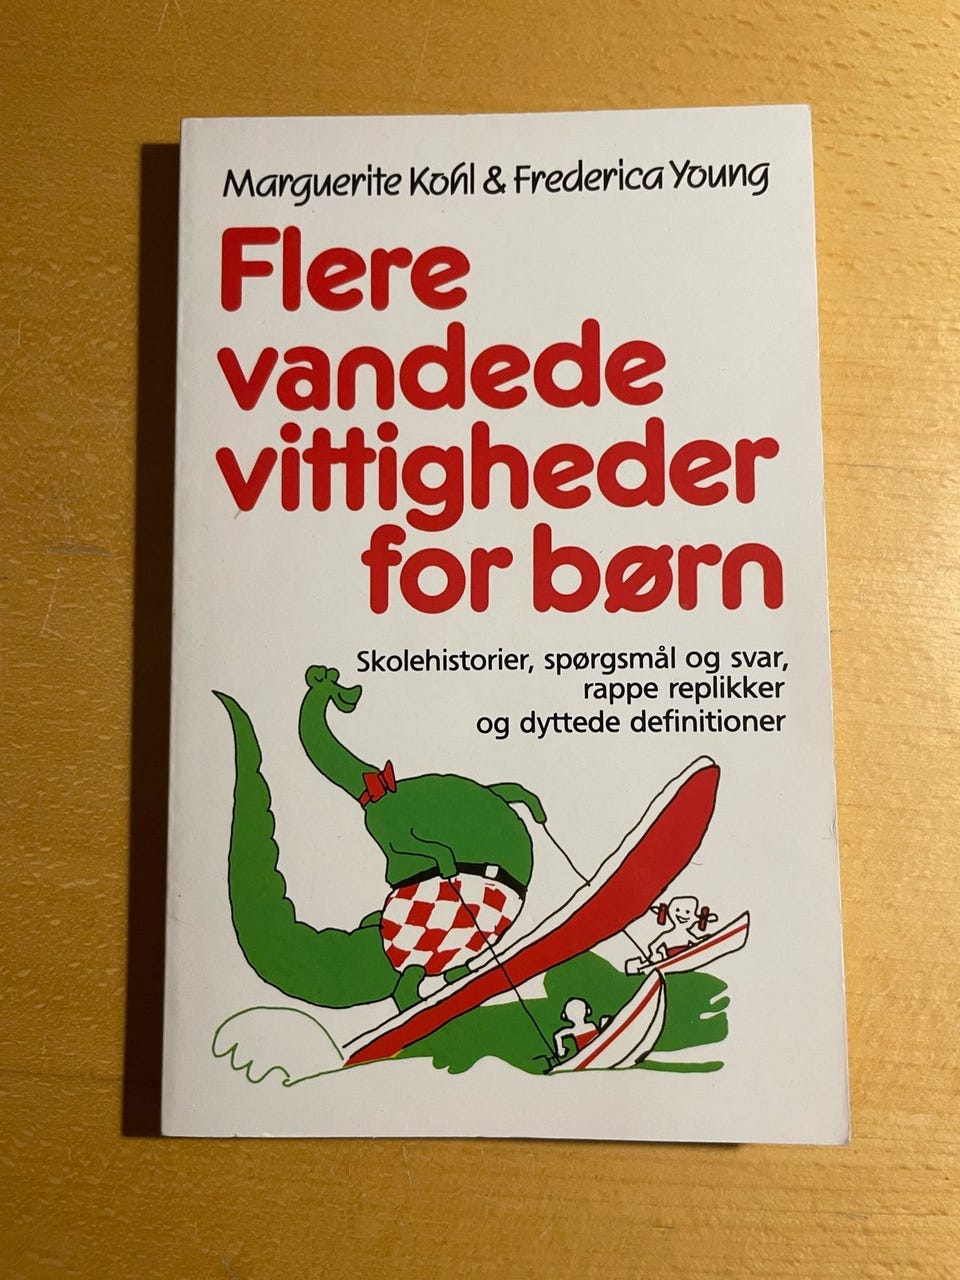 Marguerite Kohl & Frederica Young
Flere
vandede
vittigheder
for børn
Skolehistorier, spørgsmål og svar,
rappe replikker
og dyttede definitioner